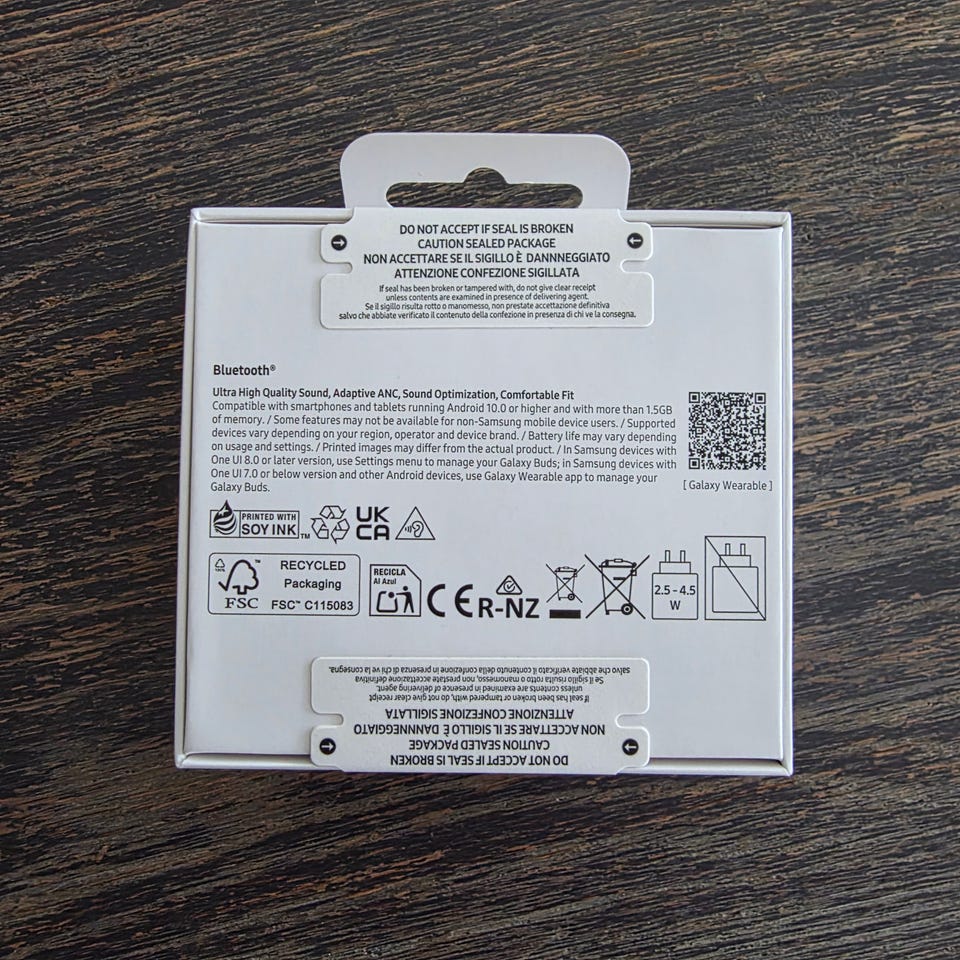 DO NOT ACCEPT IF SEAL IS BROKEN
CAUTION SEALED PACKAGE
NON ACCETTARE SE IL SIGILLO È DANNNEGGIATO
ATTENZIONE CONFEZIONE SIGILLATA
If seal has been broken or tampered with, do not give clear receipt
unless contents are examined in presence of delivering agent.
Se il sigillo risulta rotto o manomesso, non prestate accettazione definitiva
salvo che abbiate verificato il contenuto della confezione in presenza di chi ve la consegna.
Bluetooth®
Ultra High Quality Sound, Adaptive ANC, Sound Optimization, Comfortable Fit
Compatible with smartphones and tablets running Android 10.0 or higher and with more than 1.5GB
of memory. / Some features may not be available for non-Samsung mobile device users. / Supported
devices vary depending on your region, operator and device brand. / Battery life may vary depending
on usage and settings. / Printed images may differ from the actual product. / In Samsung devices with
One UI 8.0 or later version, use Settings menu to manage your Galaxy Buds; in Samsung devices with
One UI 7.0 or below version and other Android devices, use Galaxy Wearable app to manage your
Galaxy Buds.
[ Galaxy Wearable ]
PRINTED WITH
SOY INK™
UK
CA
100%
FSC™
RECYCLED
Packaging
FSC™ C115083
RECICLA
Al Azul
CE
R-NZ
2.5 - 4.5
W
DO NOT ACCEPT IF SEAL IS BROKEN
CAUTION SEALED PACKAGE
NON ACCETTARE SE IL SIGILLO È DANNNEGGIATO
ATTENZIONE CONFEZIONE SIGILLATA
If seal has been broken or tampered with, do not give clear receipt
unless contents are examined in presence of delivering agent.
Se il sigillo risulta rotto o manomesso, non prestate accettazione definitiva
salvo che abbiate verificato il contenuto della confezione in presenza di chi ve la consegna.